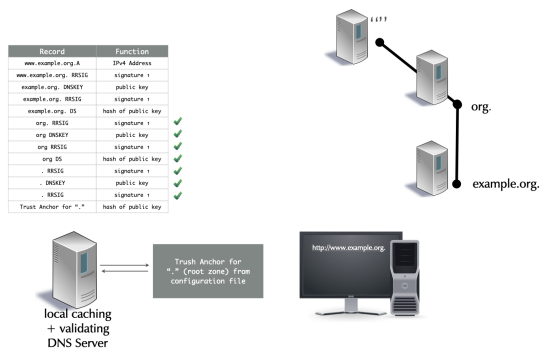 Record Function
www.example.org.A IPv4 Address
www.example.org. RRSIG signature ↑
example.org. DNSKEY public key
example.org. RRSIG signature ↑
example.org. DS hash of public key
org. RRSIG signature ↑
org DNSKEY public key
org RRSIG signature ↑
org DS hash of public key
. RRSIG signature ↑
. DNSKEY public key
. RRSIG signature ↑
Trust Anchor for "." hash of public key
“.”
org.
example.org.
Trush Anchor for
"." (root zone) from
configuration file
local caching
+ validating
DNS Server
http://www.example.org.